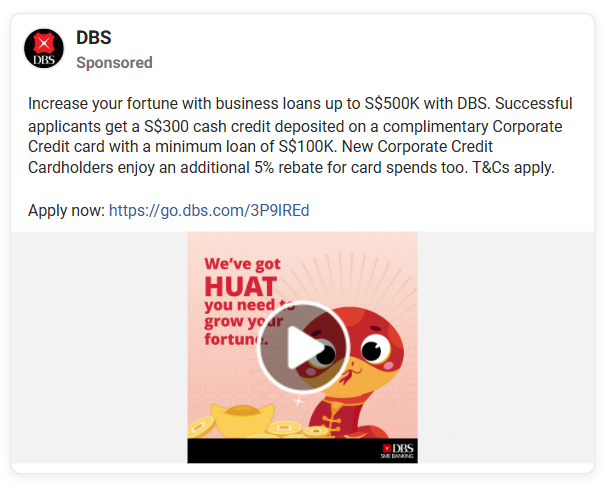 DBS
DBS
Sponsored
Increase your fortune with business loans up to S$500K with DBS. Successful
applicants get a S$300 cash credit deposited on a complimentary Corporate
Credit card with a minimum loan of S$100K. New Corporate Credit
Cardholders enjoy an additional 5% rebate for card spends too. T&Cs apply.
Apply now: https://go.dbs.com/3P9IREd
We've got
HUAT
you need to
grow your
fortune.
DBS
SME BANKING